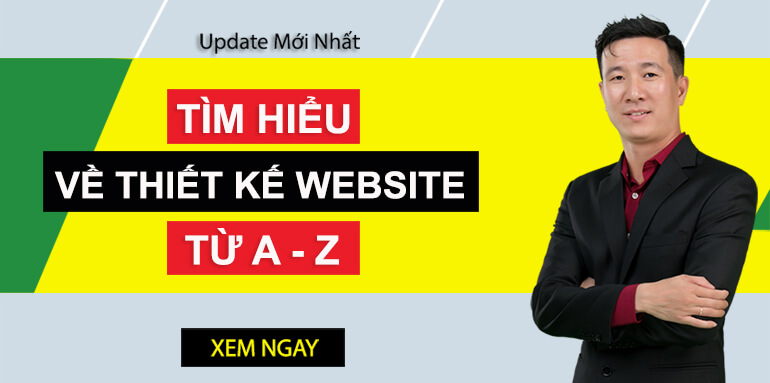 Update Mới Nhất
TÌM HIỂU
VỀ THIẾT KẾ WEBSITE
TỪ A - Z
XEM NGAY